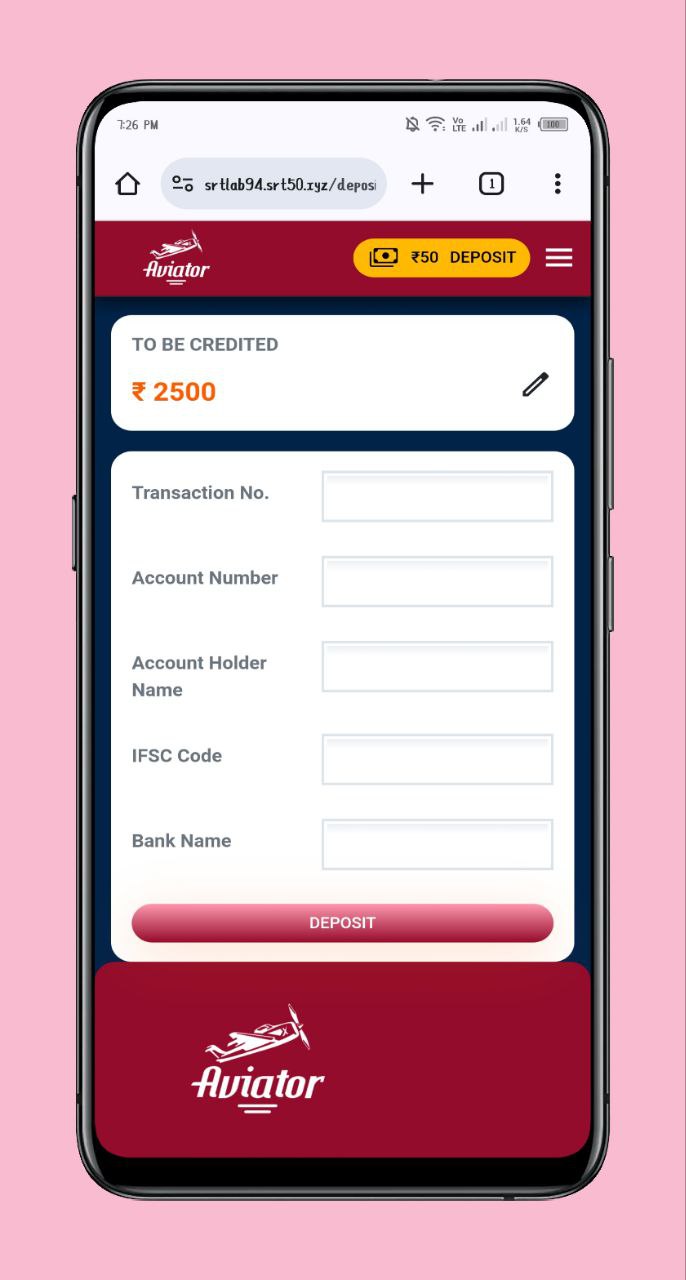 7:26 PM
Vo LTE
1.64 K/S
100
srtlab94.srt50.xyz/deposi
1
Aviator
₹50 DEPOSIT
TO BE CREDITED
₹ 2500
Transaction No.
Account Number
Account Holder
Name
IFSC Code
Bank Name
DEPOSIT
Aviator